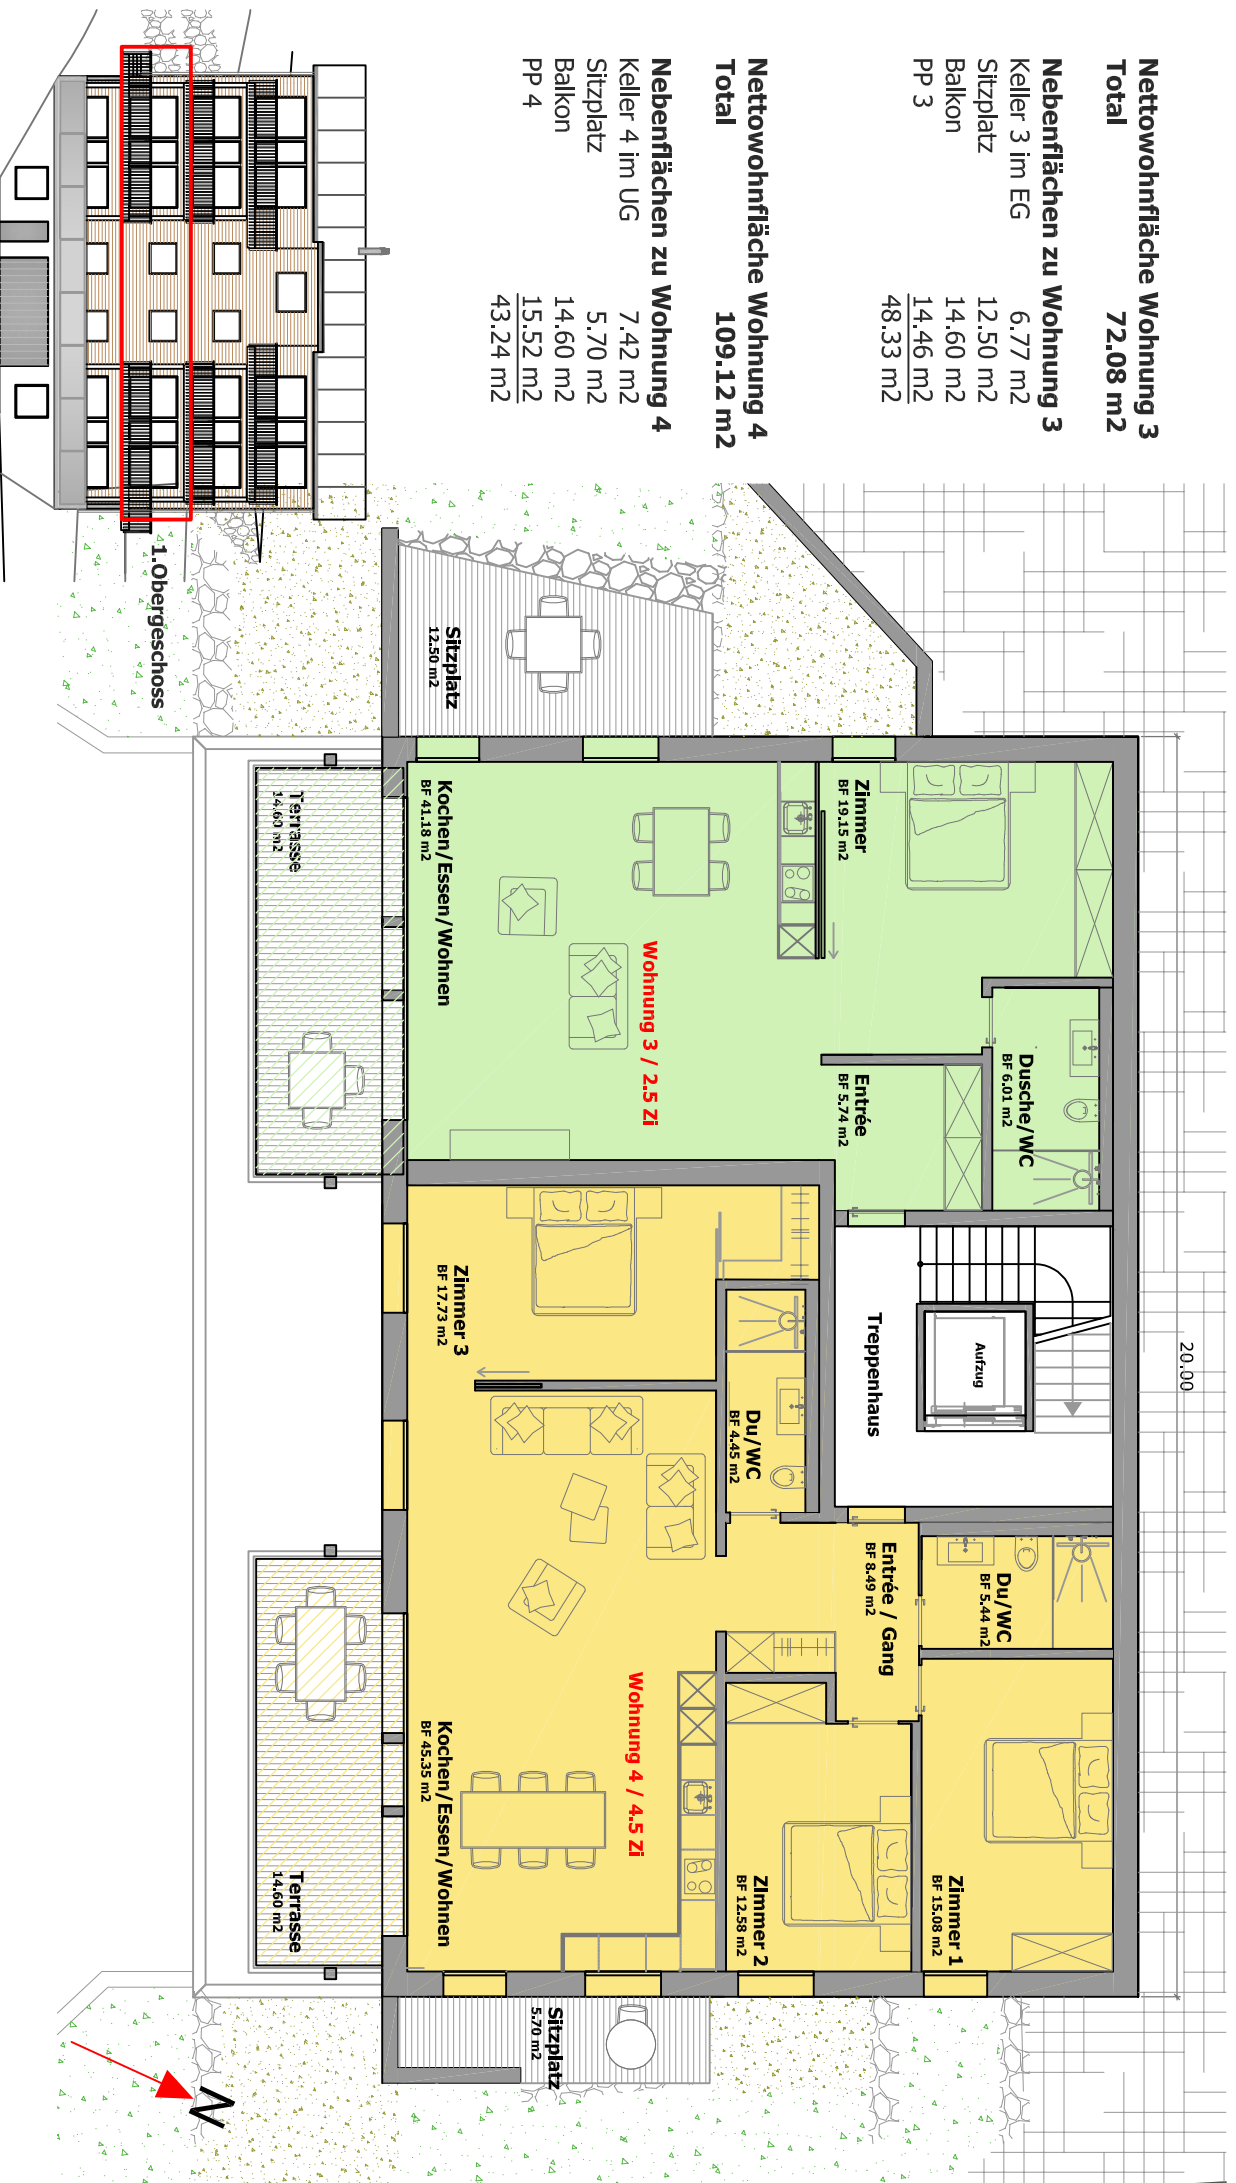 Nettowohnfläche Wohnung 3
Total 72.08 m2
Nebenflächen zu Wohnung 3
Keller 3 im EG 6.77 m2
Sitzplatz 12.50 m2
Balkon 14.60 m2
PP 3 14.46 m2
48.33 m2
Nettowohnfläche Wohnung 4
Total 109.12 m2
Nebenflächen zu Wohnung 4
Keller 4 im UG 7.42 m2
Sitzplatz 5.70 m2
Balkon 14.60 m2
PP 4 15.52 m2
43.24 m2
1.Obergeschoss
20.00
Sitzplatz
12.50 m2
Zimmer
BF 19.15 m2
Dusche/WC
BF 6.01 m2
Entrée
BF 5.74 m2
Kochen/Essen/Wohnen
BF 41.18 m2
Wohnung 3 / 2.5 Zi
Terrasse
14.60 m2
Aufzug
Treppenhaus
Zimmer 3
BF 17.73 m2
Du/WC
BF 4.45 m2
Entrée / Gang
BF 8.49 m2
Du/WC
BF 5.44 m2
Zimmer 1
BF 15.08 m2
Zimmer 2
BF 12.58 m2
Wohnung 4 / 4.5 Zi
Kochen/Essen/Wohnen
BF 45.35 m2
Terrasse
14.60 m2
Sitzplatz
5.70 m2
N